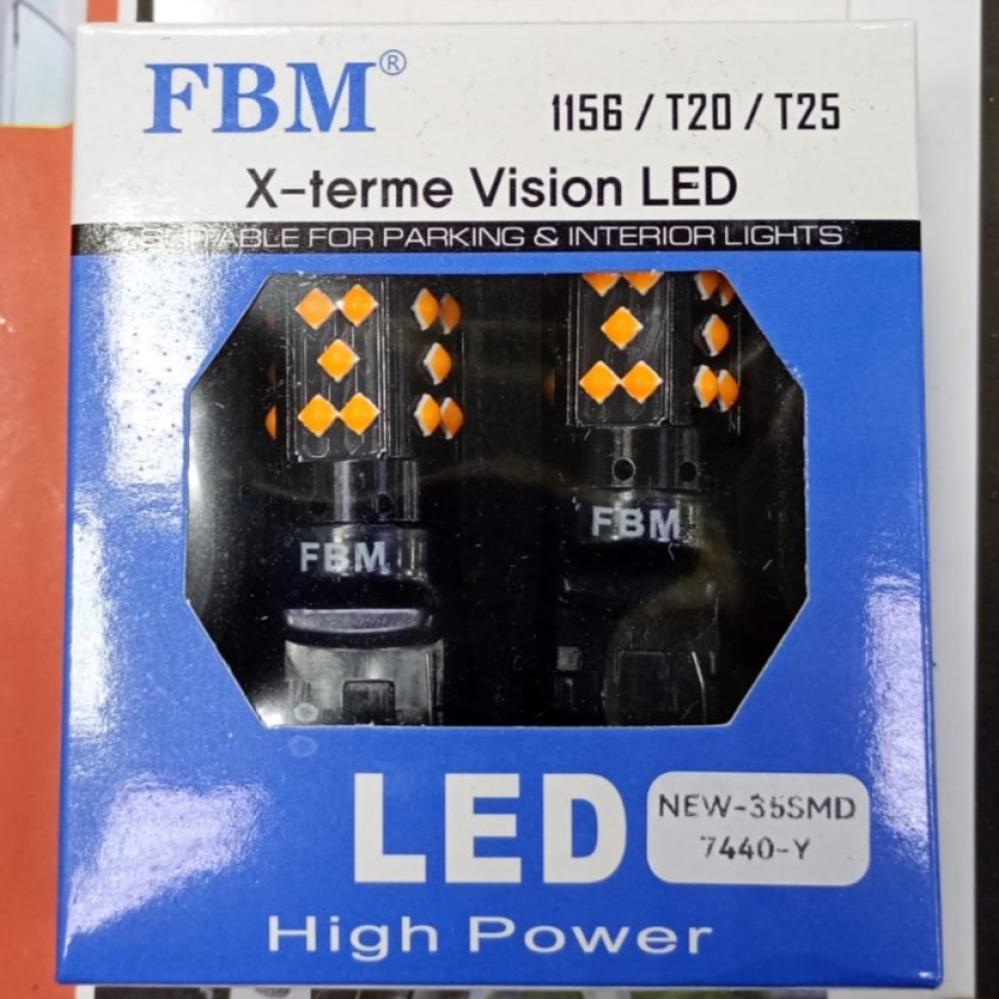 FBM®
1156 / T20 / T25
X-terme Vision LED
SUITABLE FOR PARKING & INTERIOR LIGHTS
FBM
FBM
LED
NEW-35SMD
7440-Y
High Power